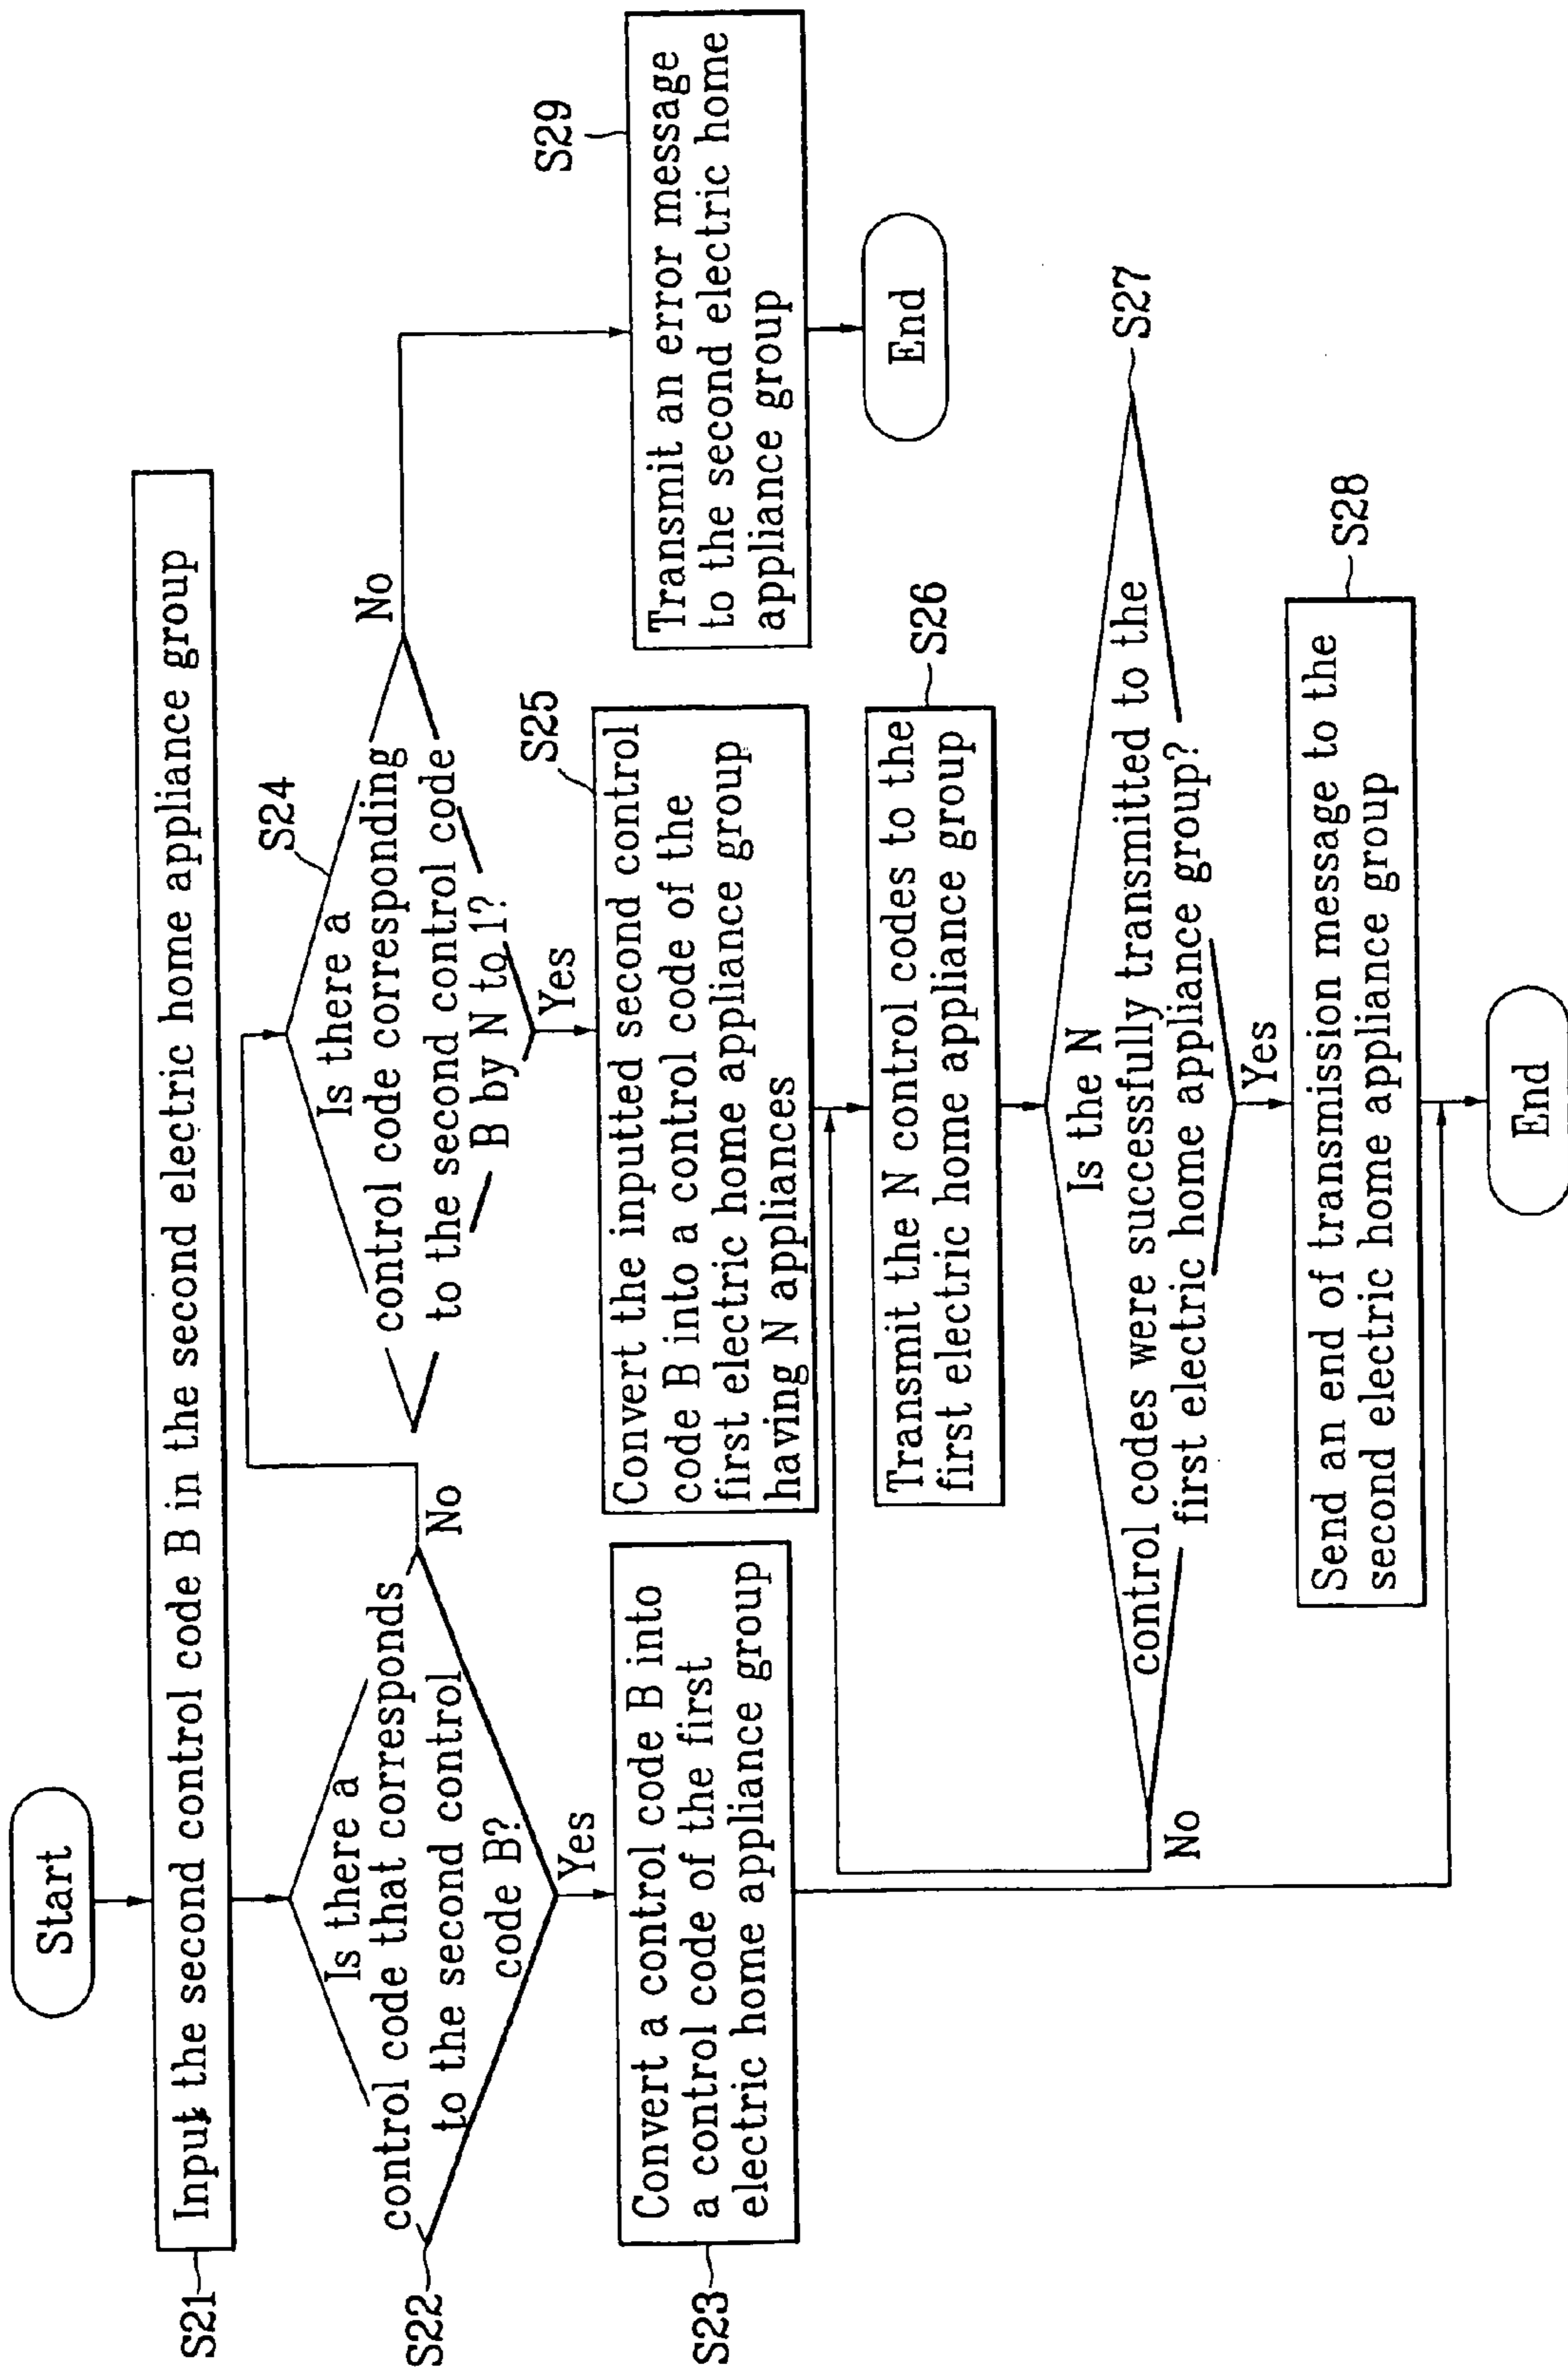 Start
S21
Input the second control code B in the second electric home appliance group
S22
Is there a
control code that corresponds
to the second control
code B?
No
Yes
S23
Convert a control code B into
a control code of the first
electric home appliance group
S24
Is there a
control code corresponding
to the second control code
B by N to 1?
No
Yes
S25
Convert the inputted second control
code B into a control code of the
first electric home appliance group
having N appliances
S26
Transmit the N control codes to the
first electric home appliance group
S27
Is the N
control codes were successfully transmitted to the
first electric home appliance group?
No
Yes
S28
Send an end of transmission message to the
second electric home appliance group
End
S29
Transmit an error message
to the second electric home
appliance group
End